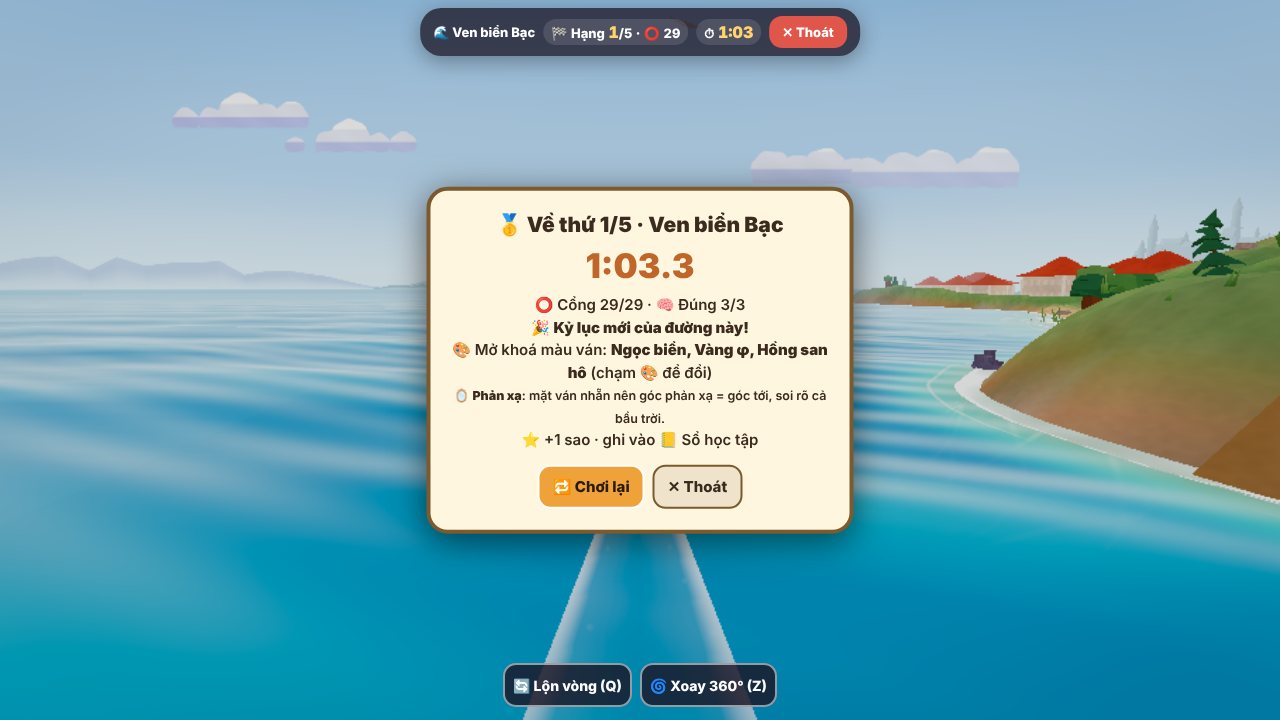 🌊 Ven biển Bạc 🏁 Hạng 1/5 · ⭕ 29 ⏱ 1:03 ✕ Thoát
🥇 Về thứ 1/5 · Ven biển Bạc
1:03.3
⭕ Cổng 29/29 · 🧠 Đúng 3/3
🎉 Kỷ lục mới của đường này!
🎨 Mở khoá màu ván: Ngọc biển, Vàng φ, Hồng san
hô (chạm 🎨 để đổi)
🪞 Phản xạ: mặt ván nhẵn nên góc phản xạ = góc tới, soi rõ cả
bầu trời.
⭐ +1 sao · ghi vào 📒 Sổ học tập
🔁 Chơi lại ✕ Thoát
🔄 Lộn vòng (Q) 🌀 Xoay 360° (Z)